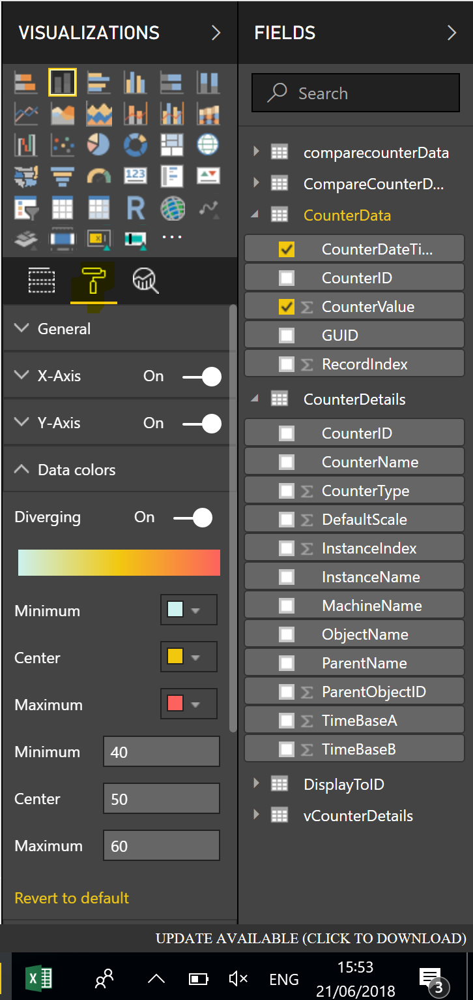 VISUALIZATIONS
General
X-Axis On
Y-Axis On
Data colors
Diverging On
Minimum
Center
Maximum
Minimum 40
Center 50
Maximum 60
Revert to default
FIELDS
Search
comparecounterData
CompareCounterD...
CounterData
CounterDateTi...
CounterID
CounterValue
GUID
RecordIndex
CounterDetails
CounterID
CounterName
CounterType
DefaultScale
InstanceIndex
InstanceName
MachineName
ObjectName
ParentName
ParentObjectID
TimeBaseA
TimeBaseB
DisplayToID
vCounterDetails
UPDATE AVAILABLE (CLICK TO DOWNLOAD)
ENG
15:53
21/06/2018
3
123
R